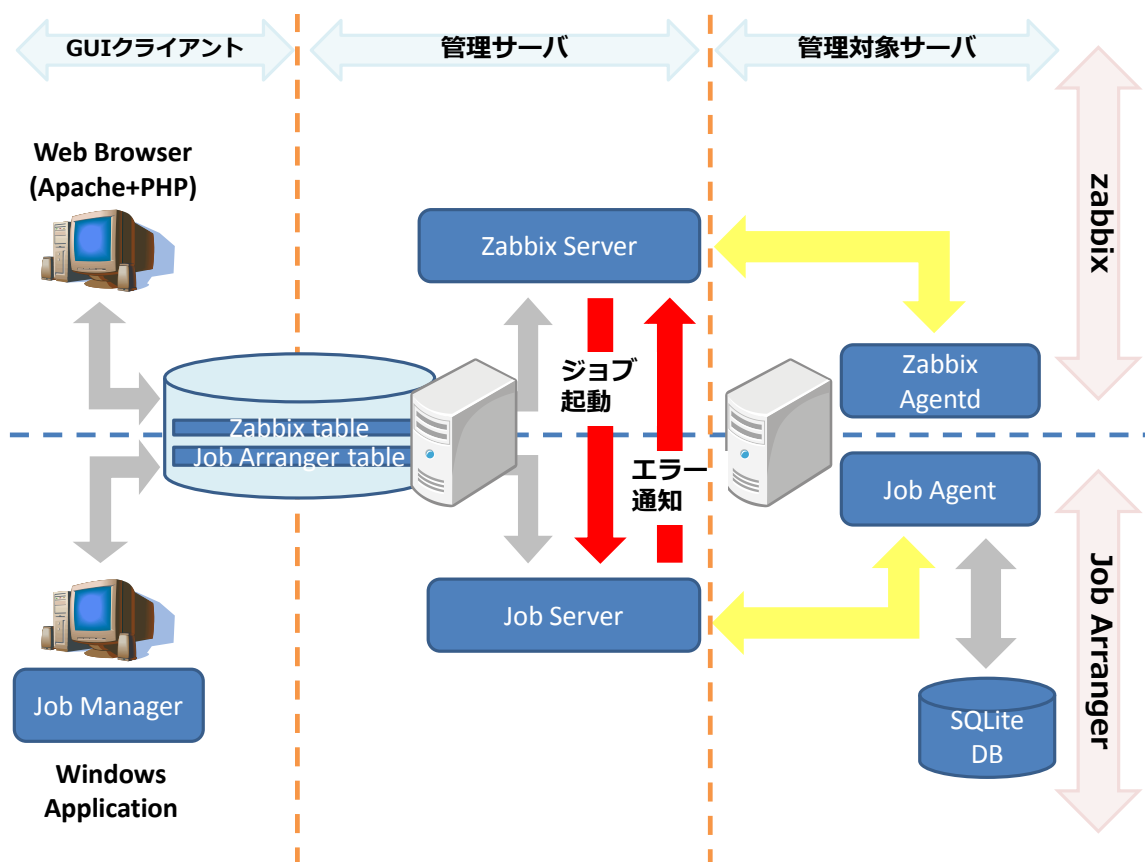 GUIクライアント
管理サーバ
管理対象サーバ
zabbix
Web Browser
(Apache+PHP)
Zabbix Server
ジョブ
起動
Zabbix
Agentd
Zabbix table
Job Arranger table
エラー
通知
Job Agent
Job Server
Job Manager
Windows
Application
SQLite
DB
Job Arranger